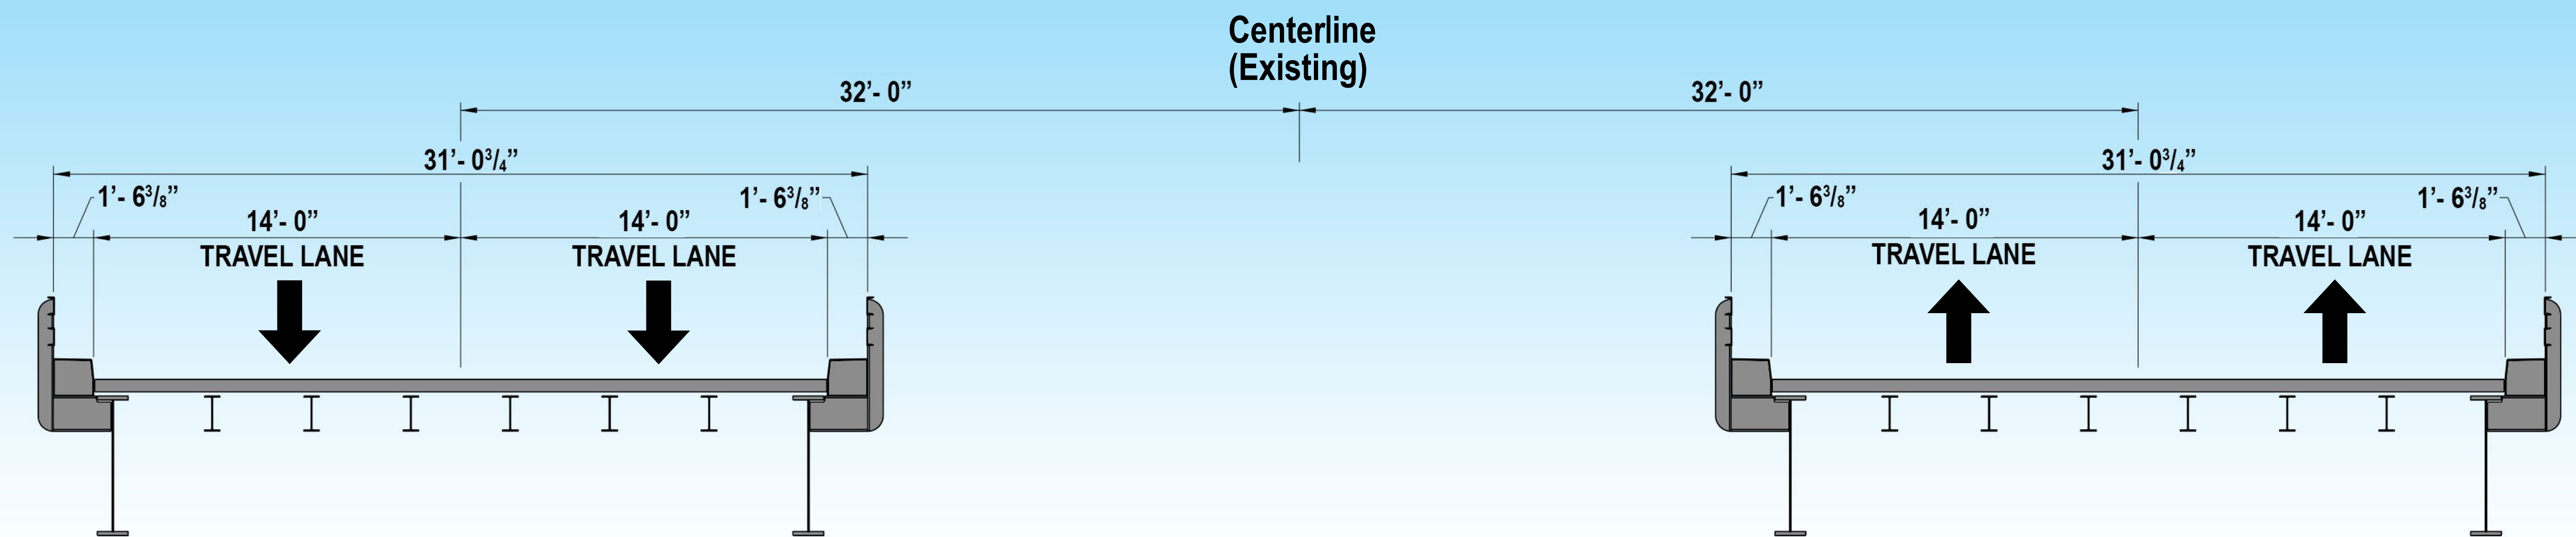 Centerline
(Existing)
32’- 0”
32’- 0”
31’- 0³/₄”
31’- 0³/₄”
1’- 6³/₈”
1’- 6³/₈”
1’- 6³/₈”
1’- 6³/₈”
14’- 0”
14’- 0”
14’- 0”
14’- 0”
TRAVEL LANE
TRAVEL LANE
TRAVEL LANE
TRAVEL LANE